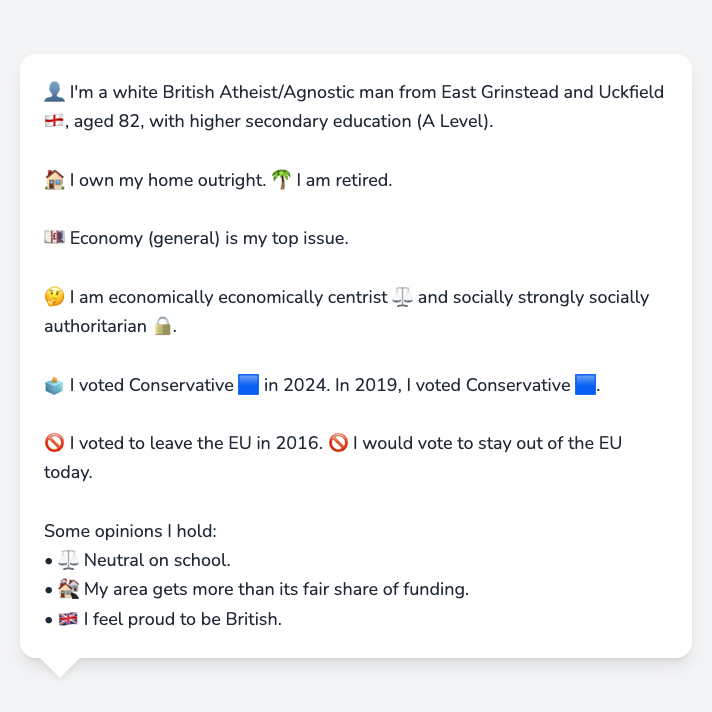 👤 I'm a white British Atheist/Agnostic man from East Grinstead and Uckfield
🏴󠁧󠁢󠁥󠁮󠁧󠁿, aged 82, with higher secondary education (A Level).
🏠 I own my home outright. 🌴 I am retired.
💷 Economy (general) is my top issue.
🤔 I am economically economically centrist ⚖️ and socially strongly socially
authoritarian 🔒.
🗳️ I voted Conservative 🟦 in 2024. In 2019, I voted Conservative 🟦.
🚫 I voted to leave the EU in 2016. 🚫 I would vote to stay out of the EU
today.
Some opinions I hold:
• ⚖️ Neutral on school.
• 🏘️ My area gets more than its fair share of funding.
• 🇬🇧 I feel proud to be British.